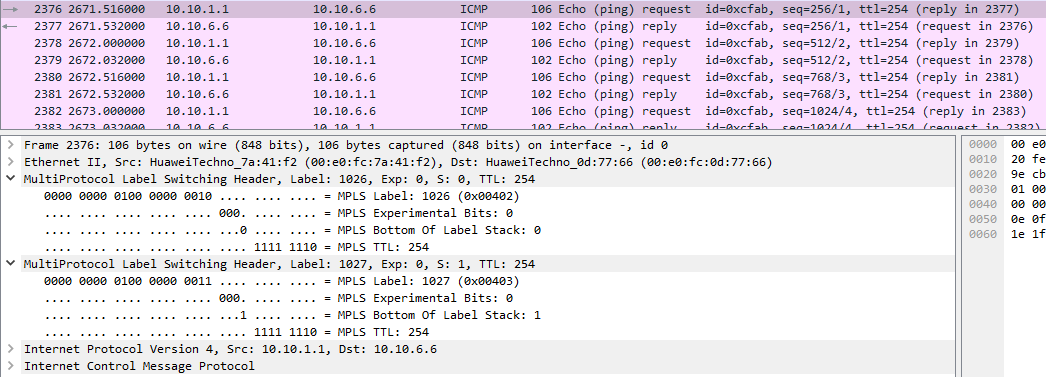 2376 2671.516000 10.10.1.1 10.10.6.6 ICMP 106 Echo (ping) request id=0xcfab, seq=256/1, ttl=254 (reply in 2377)
2377 2671.532000 10.10.6.6 10.10.1.1 ICMP 102 Echo (ping) reply id=0xcfab, seq=256/1, ttl=254 (request in 2376)
2378 2672.000000 10.10.1.1 10.10.6.6 ICMP 106 Echo (ping) request id=0xcfab, seq=512/2, ttl=254 (reply in 2379)
2379 2672.032000 10.10.6.6 10.10.1.1 ICMP 102 Echo (ping) reply id=0xcfab, seq=512/2, ttl=254 (request in 2378)
2380 2672.516000 10.10.1.1 10.10.6.6 ICMP 106 Echo (ping) request id=0xcfab, seq=768/3, ttl=254 (reply in 2381)
2381 2672.532000 10.10.6.6 10.10.1.1 ICMP 102 Echo (ping) reply id=0xcfab, seq=768/3, ttl=254 (request in 2380)
2382 2673.000000 10.10.1.1 10.10.6.6 ICMP 106 Echo (ping) request id=0xcfab, seq=1024/4, ttl=254 (reply in 2383)
2383 2673.032000 10.10.6.6 10.10.1.1 ICMP 102 Echo (ping) reply id=0xcfab, seq=1024/4, ttl=254 (request in 2382)
Frame 2376: 106 bytes on wire (848 bits), 106 bytes captured (848 bits) on interface -, id 0
Ethernet II, Src: HuaweiTechno_7a:41:f2 (00:e0:fc:7a:41:f2), Dst: HuaweiTechno_0d:77:66 (00:e0:fc:0d:77:66)
MultiProtocol Label Switching Header, Label: 1026, Exp: 0, S: 0, TTL: 254
0000 0000 0100 0000 0010 .... .... .... = MPLS Label: 1026 (0x00402)
.... .... .... .... .... 000. .... .... = MPLS Experimental Bits: 0
.... .... .... .... .... ...0 .... .... = MPLS Bottom Of Label Stack: 0
.... .... .... .... .... .... 1111 1110 = MPLS TTL: 254
MultiProtocol Label Switching Header, Label: 1027, Exp: 0, S: 1, TTL: 254
0000 0000 0100 0000 0011 .... .... .... = MPLS Label: 1027 (0x00403)
.... .... .... .... .... 000. .... .... = MPLS Experimental Bits: 0
.... .... .... .... .... ...1 .... .... = MPLS Bottom Of Label Stack: 1
.... .... .... .... .... .... 1111 1110 = MPLS TTL: 254
Internet Protocol Version 4, Src: 10.10.1.1, Dst: 10.10.6.6
Internet Control Message Protocol
0000 00 e0
0010 20 fe
0020 9e cb
0030 01 00
0040 00 00
0050 0e 0f
0060 1e 1f